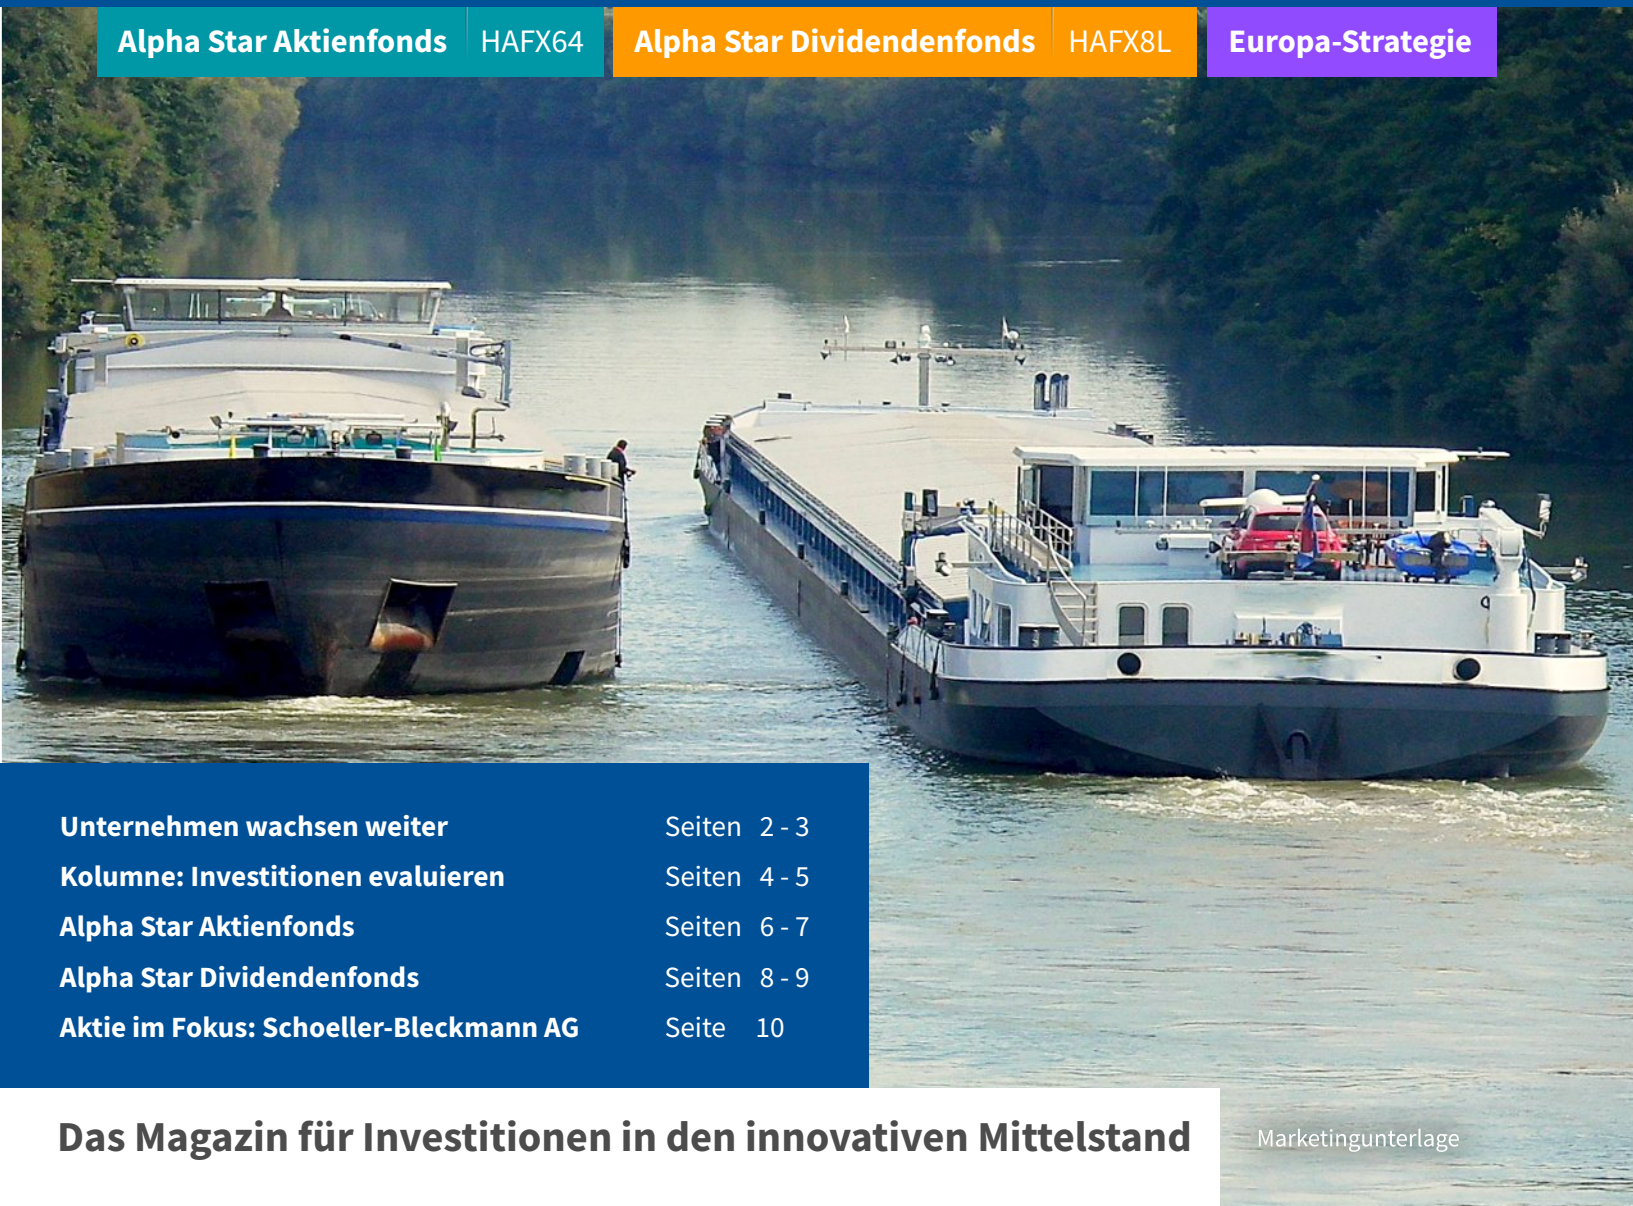 Alpha Star Aktienfonds HAFX64 Alpha Star Dividendenfonds HAFX8L Europa-Strategie
Unternehmen wachsen weiter Seiten 2 - 3
Kolumne: Investitionen evaluieren Seiten 4 - 5
Alpha Star Aktienfonds Seiten 6 - 7
Alpha Star Dividendenfonds Seiten 8 - 9
Aktie im Fokus: Schoeller-Bleckmann AG Seite 10
Das Magazin für Investitionen in den innovativen Mittelstand Marketingunterlage